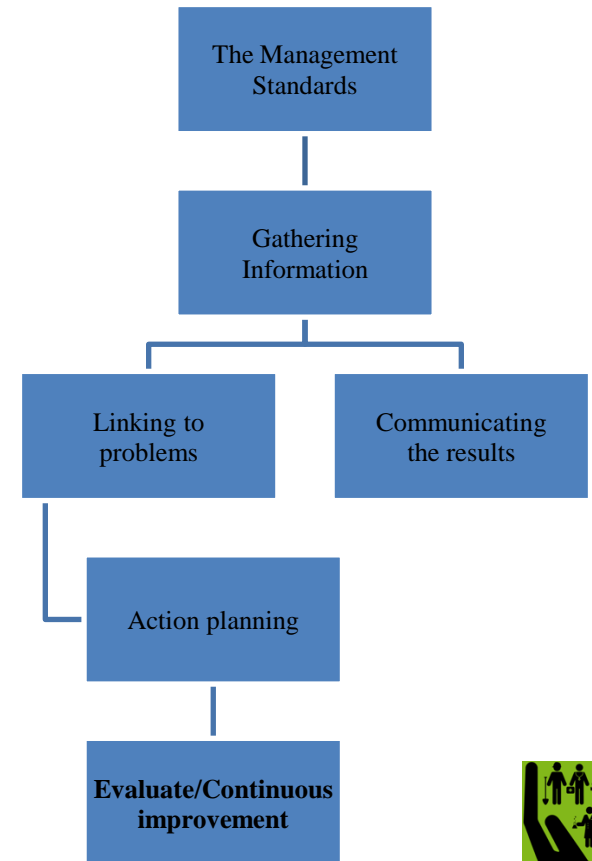 The Management
Standards
Gathering
Information
Linking to
problems
Communicating
the results
Action planning
Evaluate/Continuous
improvement